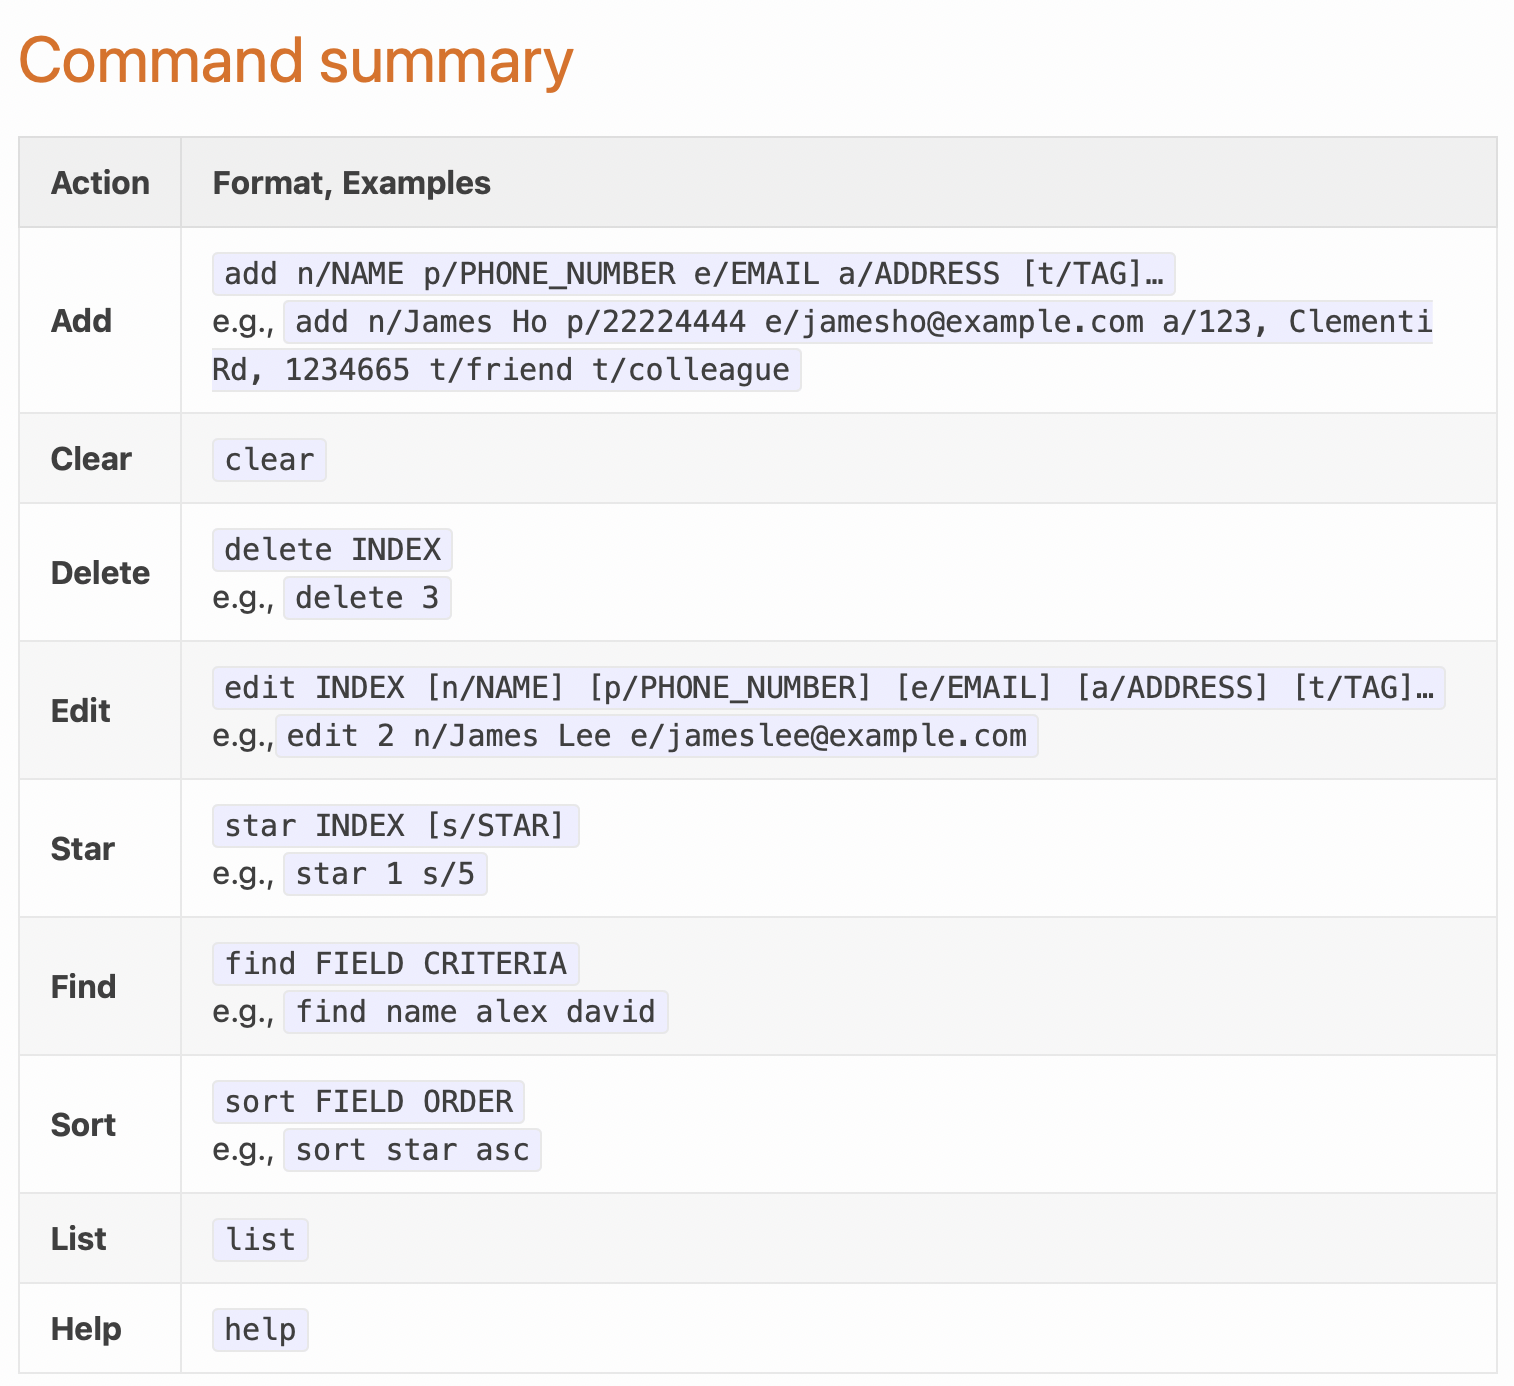 Command summary
Action Format, Examples
Add
add n/NAME p/PHONE_NUMBER e/EMAIL a/ADDRESS [t/TAG]…
e.g., add n/James Ho p/22224444 e/jamesho@example.com a/123, Clementi
Rd, 1234665 t/friend t/colleague
Clear clear
Delete
delete INDEX
e.g., delete 3
Edit
edit INDEX [n/NAME] [p/PHONE_NUMBER] [e/EMAIL] [a/ADDRESS] [t/TAG]…
e.g., edit 2 n/James Lee e/jameslee@example.com
Star
star INDEX [s/STAR]
e.g., star 1 s/5
Find
find FIELD CRITERIA
e.g., find name alex david
Sort
sort FIELD ORDER
e.g., sort star asc
List list
Help help